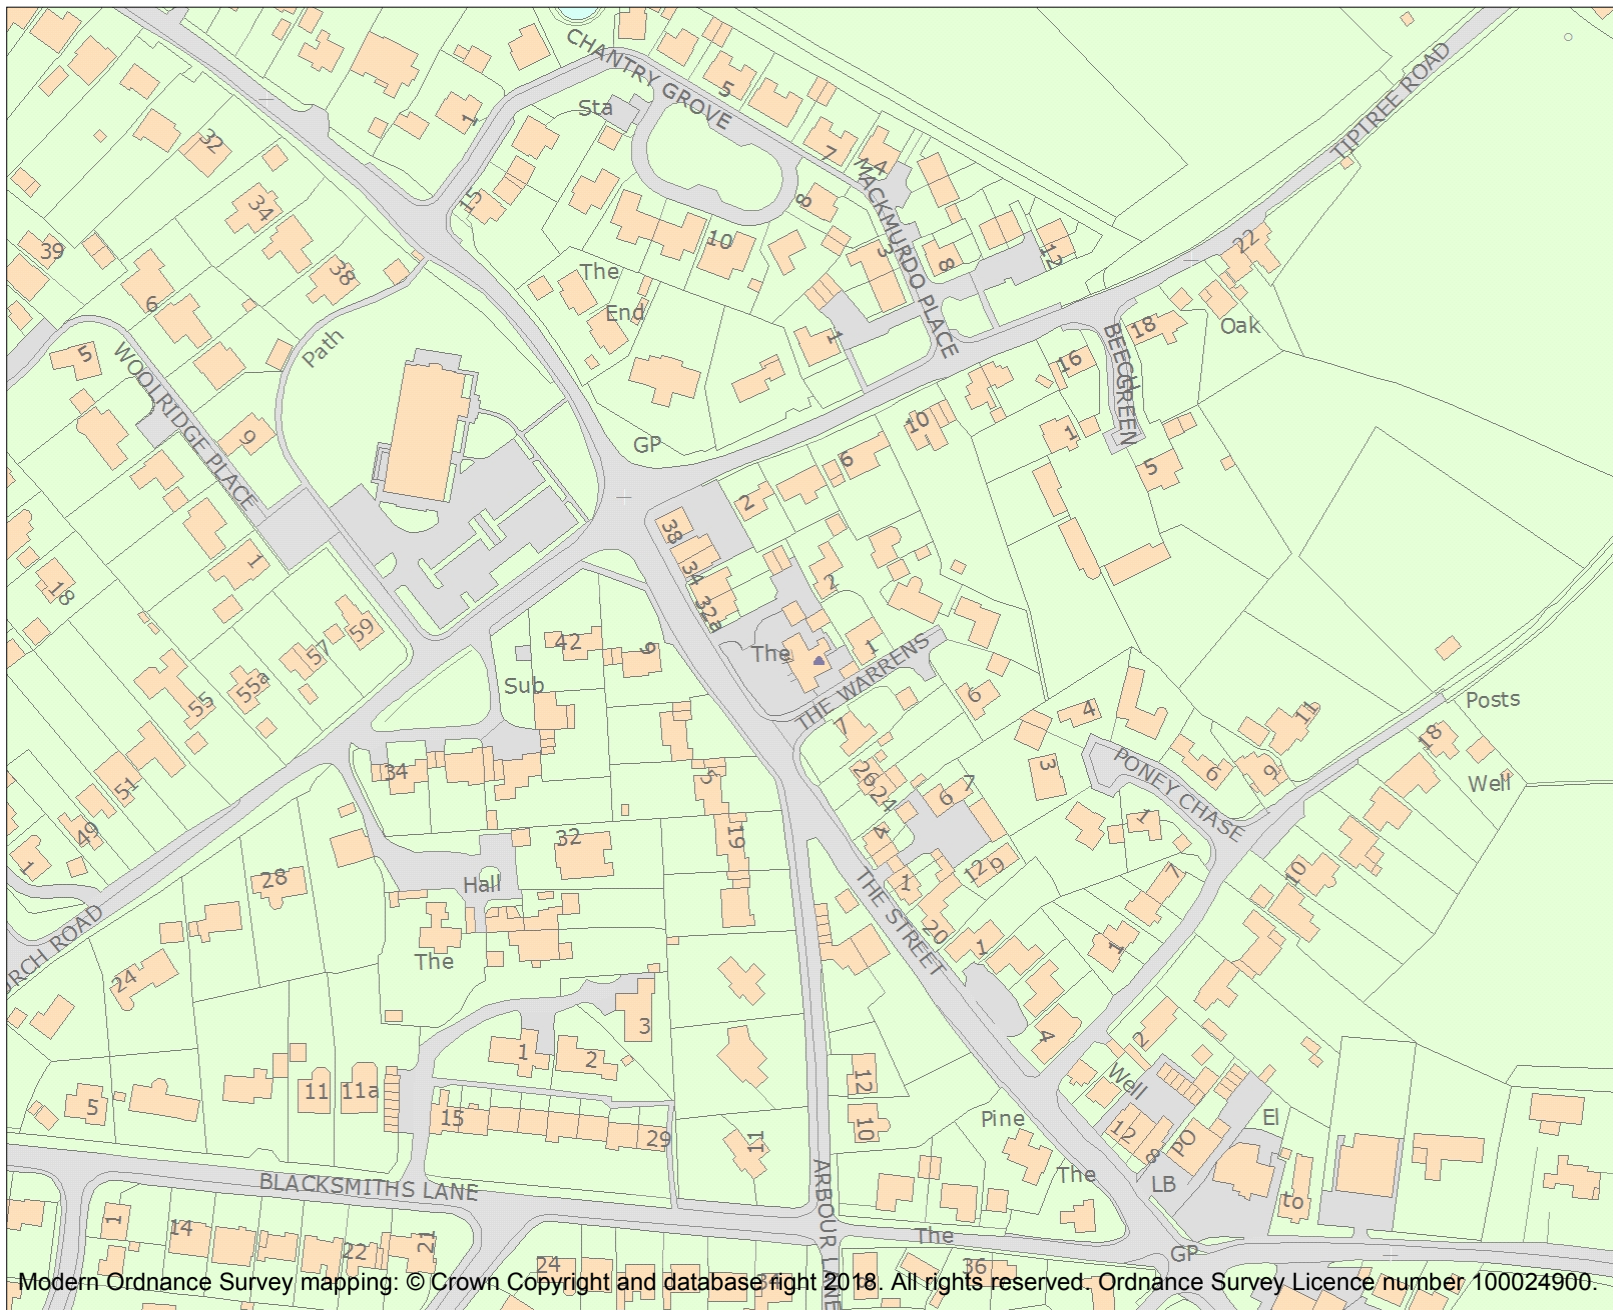 CHANTRY GROVE
TIPTREE ROAD
5
Sta
1
7
4
MACKMURDO PLACE
32
15
8
34
10
3
8
12
22
39
38
The
End
6
Path
1
BEECH
GREEN
18
Oak
16
5
WOOLRIDGE PLACE
9
GP
10
1
6
5
2
38
34
1
18
2
32a
59
57
42
9
The
1
THE WARRENS
55a
55
Sub
6
4
11
Posts
7
18
51
34
5
26
24
7
6
3
PONEY CHASE
6
9
Well
49
1
32
19
4
1
28
Hall
1
12
9
10
7
20
THE STREET
URCH ROAD
The
1
1
24
3
4
2
1
2
11
11a
12
Well
5
15
29
10
Pine
El
12
PO
11
8
The
LB
to
BLACKSMITHS LANE
ARBOUR LANE
1
14
22
21
The
GP
24
34
36
Modern Ordnance Survey mapping: © Crown Copyright and database right 2018. All rights reserved. Ordnance Survey Licence number 100024900.